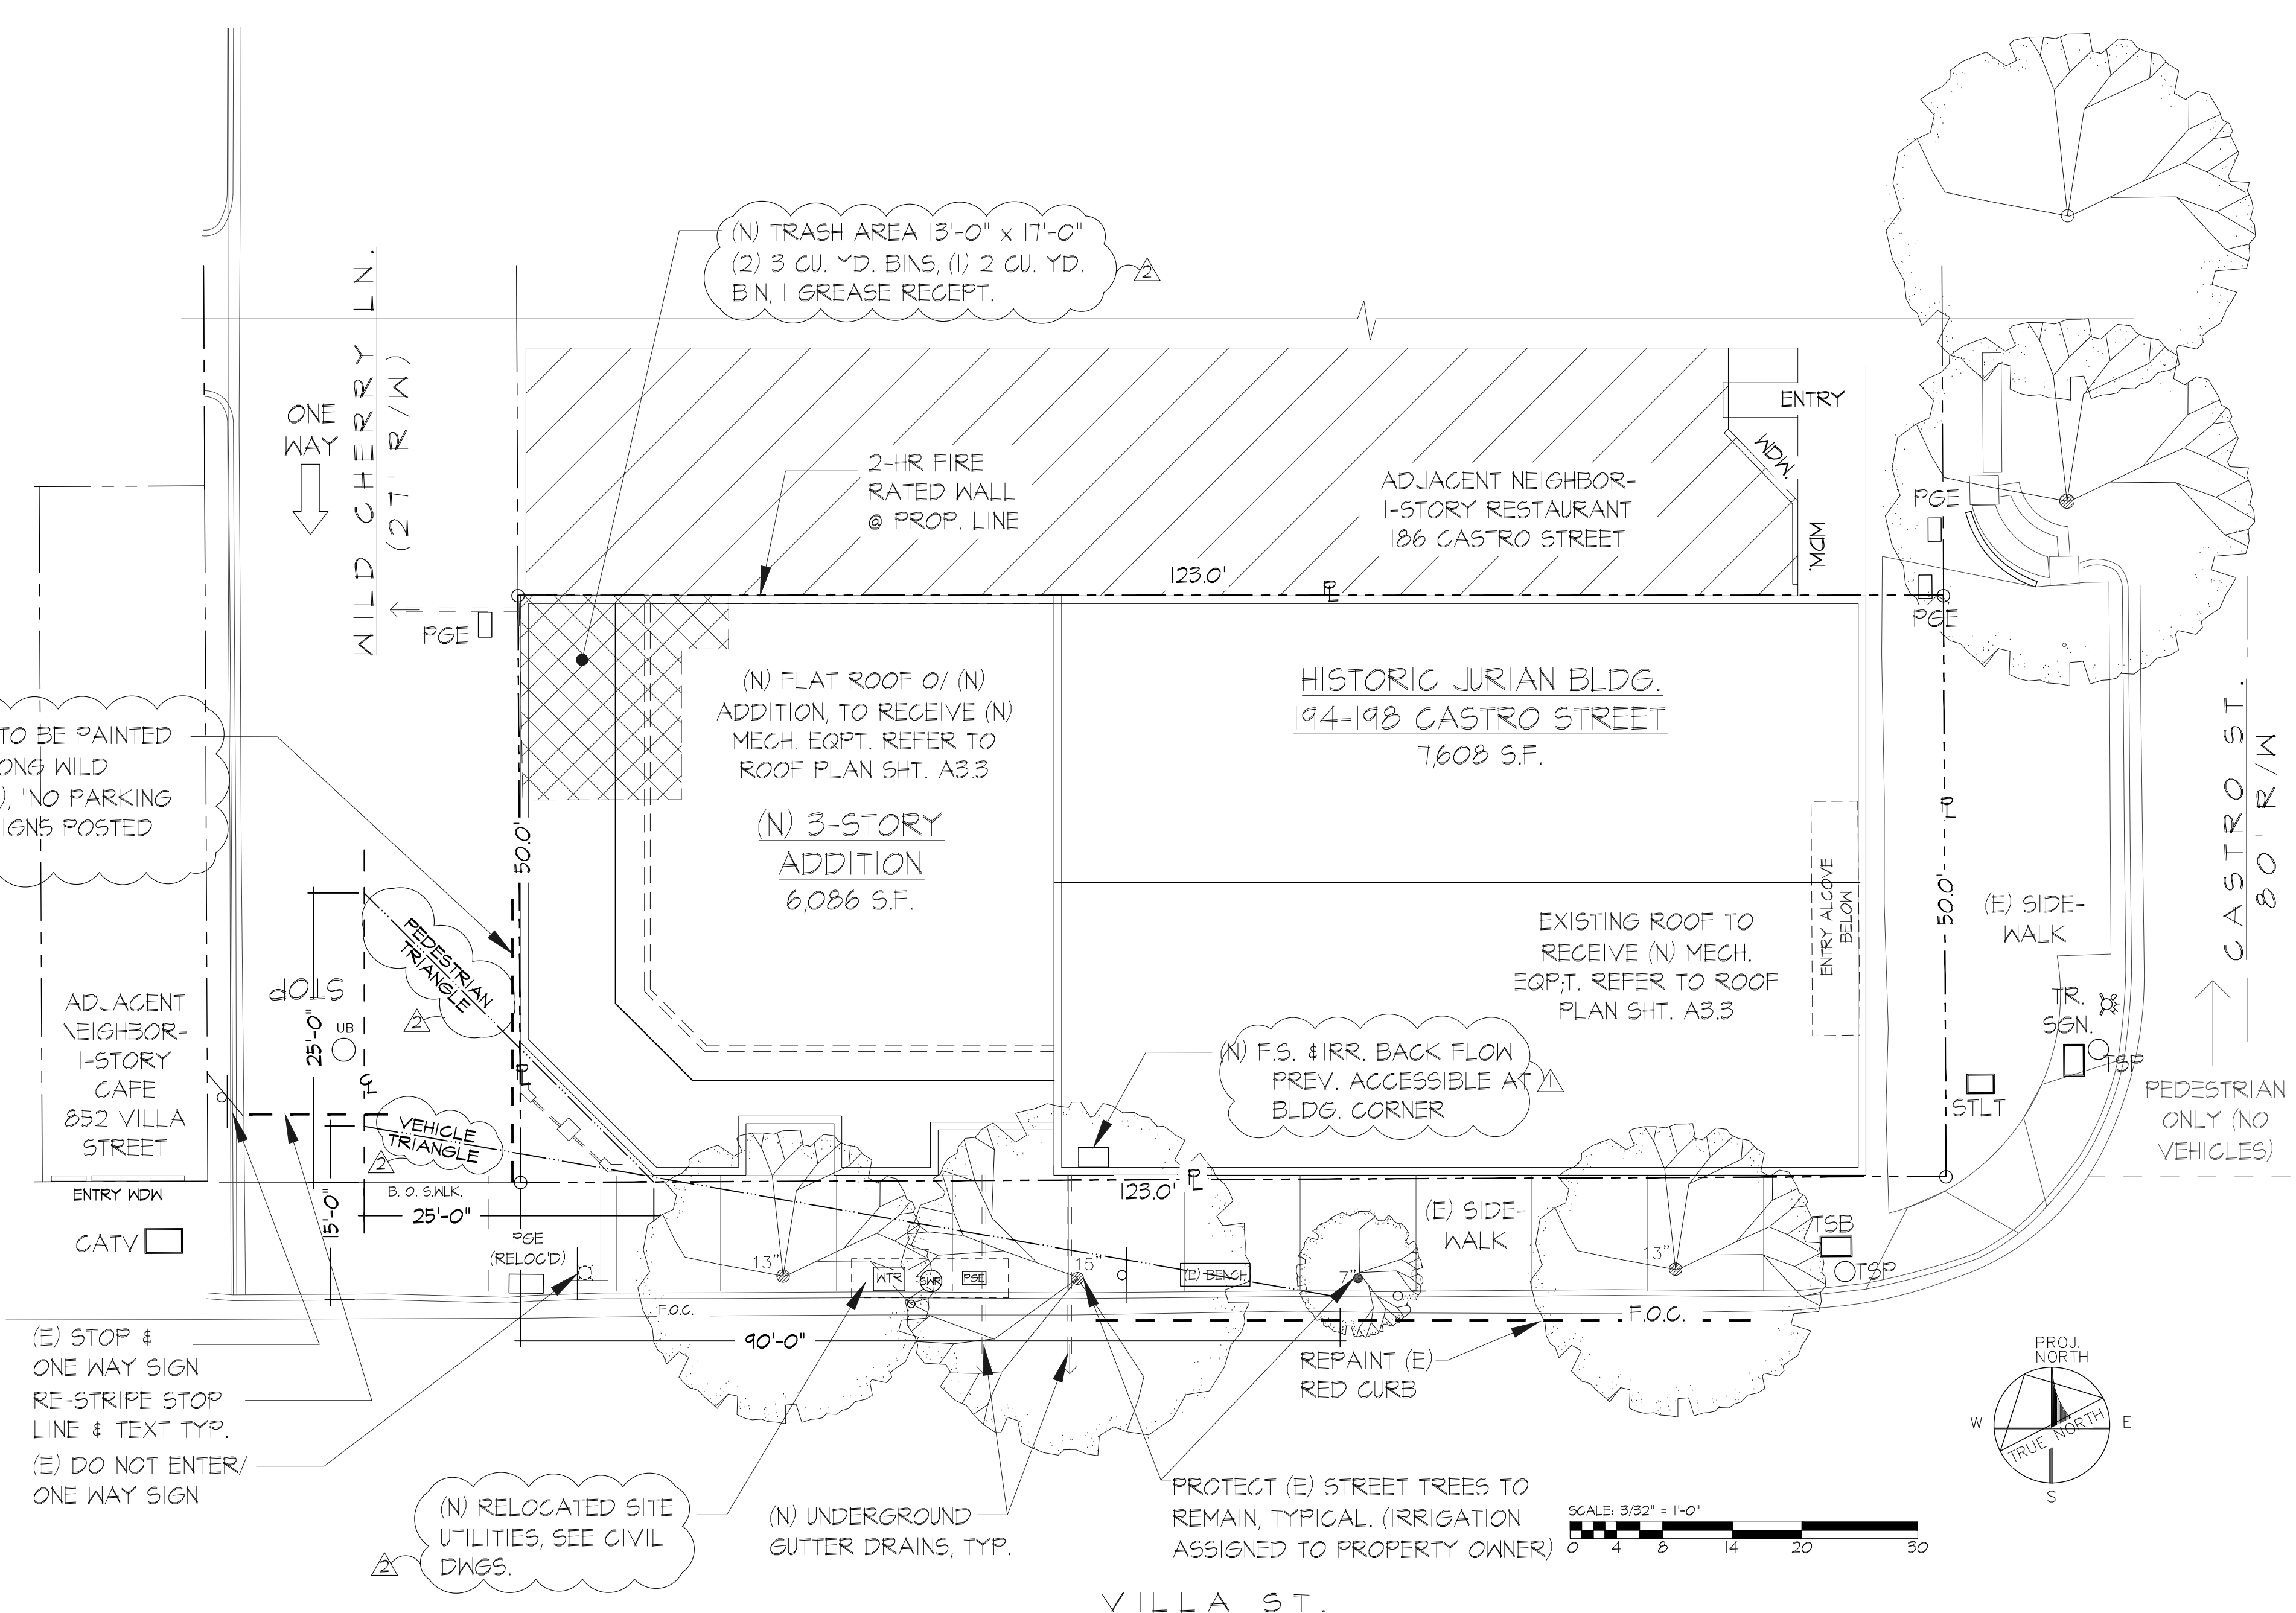 (N) TRASH AREA 13'-0" x 17'-0"
(2) 3 CU. YD. BINS, (1) 2 CU. YD.
BIN, 1 GREASE RECEPT.
2
WILD CHERRY LN.
(27' R/W)
ONE
WAY
2-HR FIRE
RATED WALL
@ PROP. LINE
ADJACENT NEIGHBOR-
1-STORY RESTAURANT
186 CASTRO STREET
ENTRY
WDW.
WDW.
PGE
PGE
PGE
123.0'
PL
(N) FLAT ROOF O/ (N)
ADDITION, TO RECEIVE (N)
MECH. EQPT. REFER TO
ROOF PLAN SHT. A3.3
(N) 3-STORY
ADDITION
6,086 S.F.
HISTORIC JURIAN BLDG.
194-198 CASTRO STREET
7,608 S.F.
EXISTING ROOF TO
RECEIVE (N) MECH.
EQP;T. REFER TO ROOF
PLAN SHT. A3.3
ENTRY ALCOVE
BELOW
50.0'
PL
50.0'
PL
CASTRO ST.
80' R/W
(E) SIDE-
WALK
TR.
SGN.
TSP
STLT
PEDESTRIAN
ONLY (NO
VEHICLES)
TO BE PAINTED
ONG WILD
), "NO PARKING
IGNS POSTED
PEDESTRIAN
TRIANGLE
2
STOP
UB
25'-0"
CL
VEHICLE
TRIANGLE
2
ADJACENT
NEIGHBOR-
1-STORY
CAFE
852 VILLA
STREET
ENTRY WDW
CATV
15'-0"
B. O. S.WLK.
25'-0"
PGE
(RELOC'D)
(N) F.S. & IRR. BACK FLOW
PREV. ACCESSIBLE AT
BLDG. CORNER
1
123.0'
PL
(E) SIDE-
WALK
13"
WTR
SWR
PGE
15"
(E) BENCH
7"
13"
TSB
TSP
F.O.C.
F.O.C.
90'-0"
REPAINT (E)
RED CURB
(E) STOP &
ONE WAY SIGN
RE-STRIPE STOP
LINE & TEXT TYP.
(E) DO NOT ENTER/
ONE WAY SIGN
(N) RELOCATED SITE
UTILITIES, SEE CIVIL
DWGS.
2
(N) UNDERGROUND
GUTTER DRAINS, TYP.
PROTECT (E) STREET TREES TO
REMAIN, TYPICAL. (IRRIGATION
ASSIGNED TO PROPERTY OWNER)
SCALE: 3/32" = 1'-0"
0 4 8 14 20 30
PROJ.
NORTH
W
E
TRUE NORTH
S
VILLA ST.